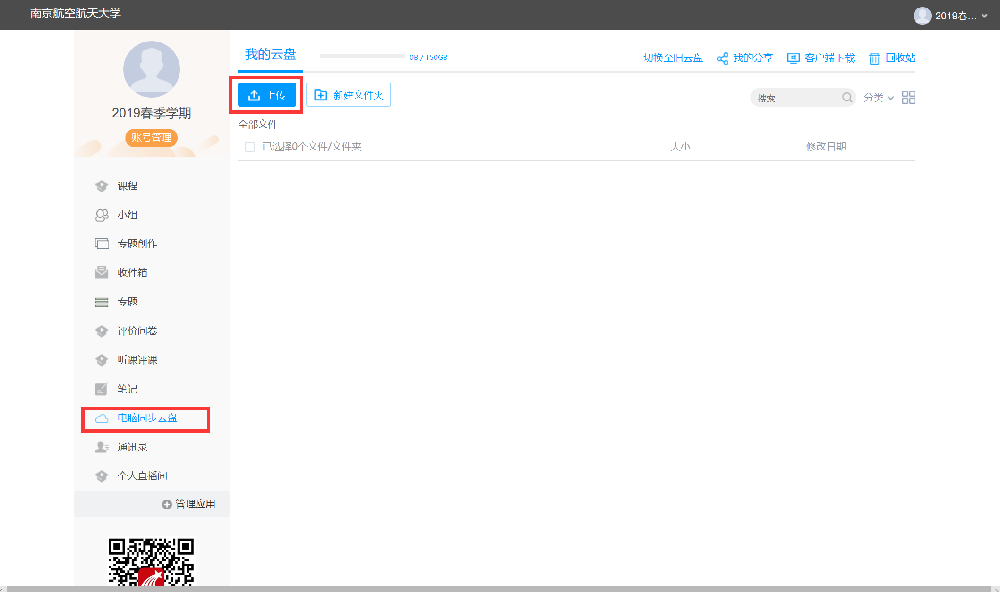 南京航空航天大学
2019春...
2019春季学期
账号管理
课程
小组
专题创作
收件箱
专题
评价问卷
听课评课
笔记
电脑同步云盘
通讯录
个人直播间
管理应用
我的云盘
0B / 150GB
切换至旧云盘 我的分享 客户端下载 回收站
上传 新建文件夹
搜索 分类
全部文件
已选择0个文件/文件夹 大小 修改日期